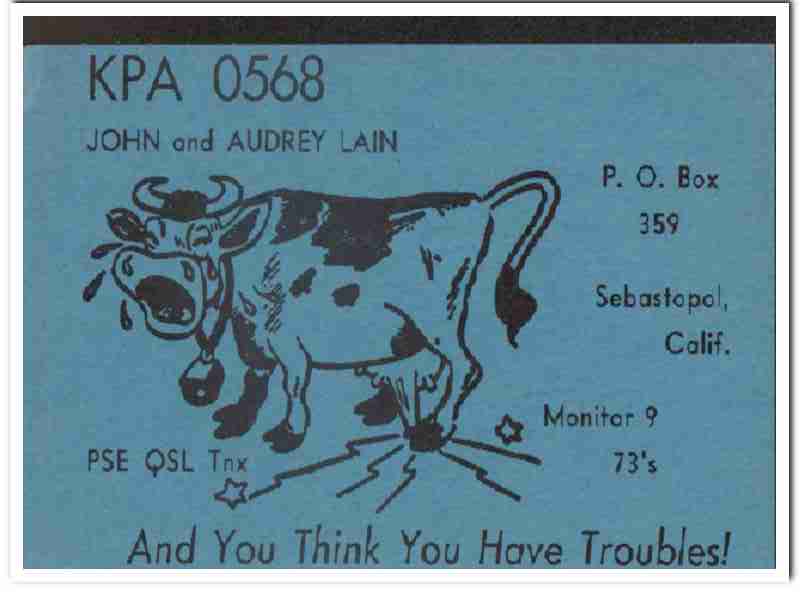 KPA 0568
JOHN and AUDREY LAIN
P. O. Box
359
Sebastopol,
Calif.
Monitor 9
73's
PSE QSL Tnx
And You Think You Have Troubles!